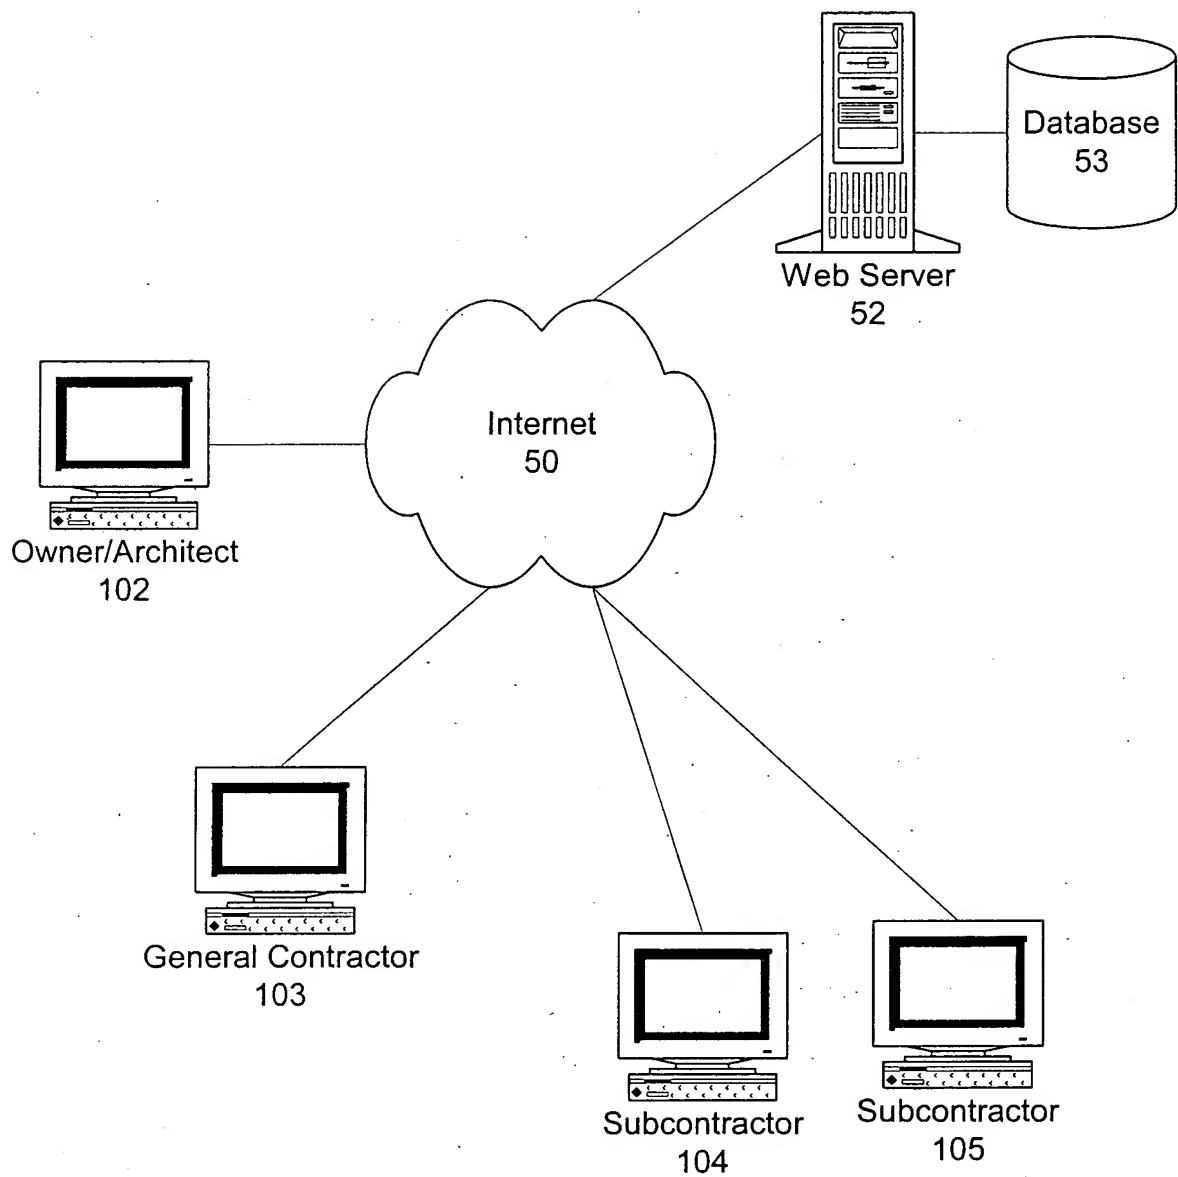 Database
53
Web Server
52
Internet
50
Owner/Architect
102
General Contractor
103
Subcontractor
104
Subcontractor
105